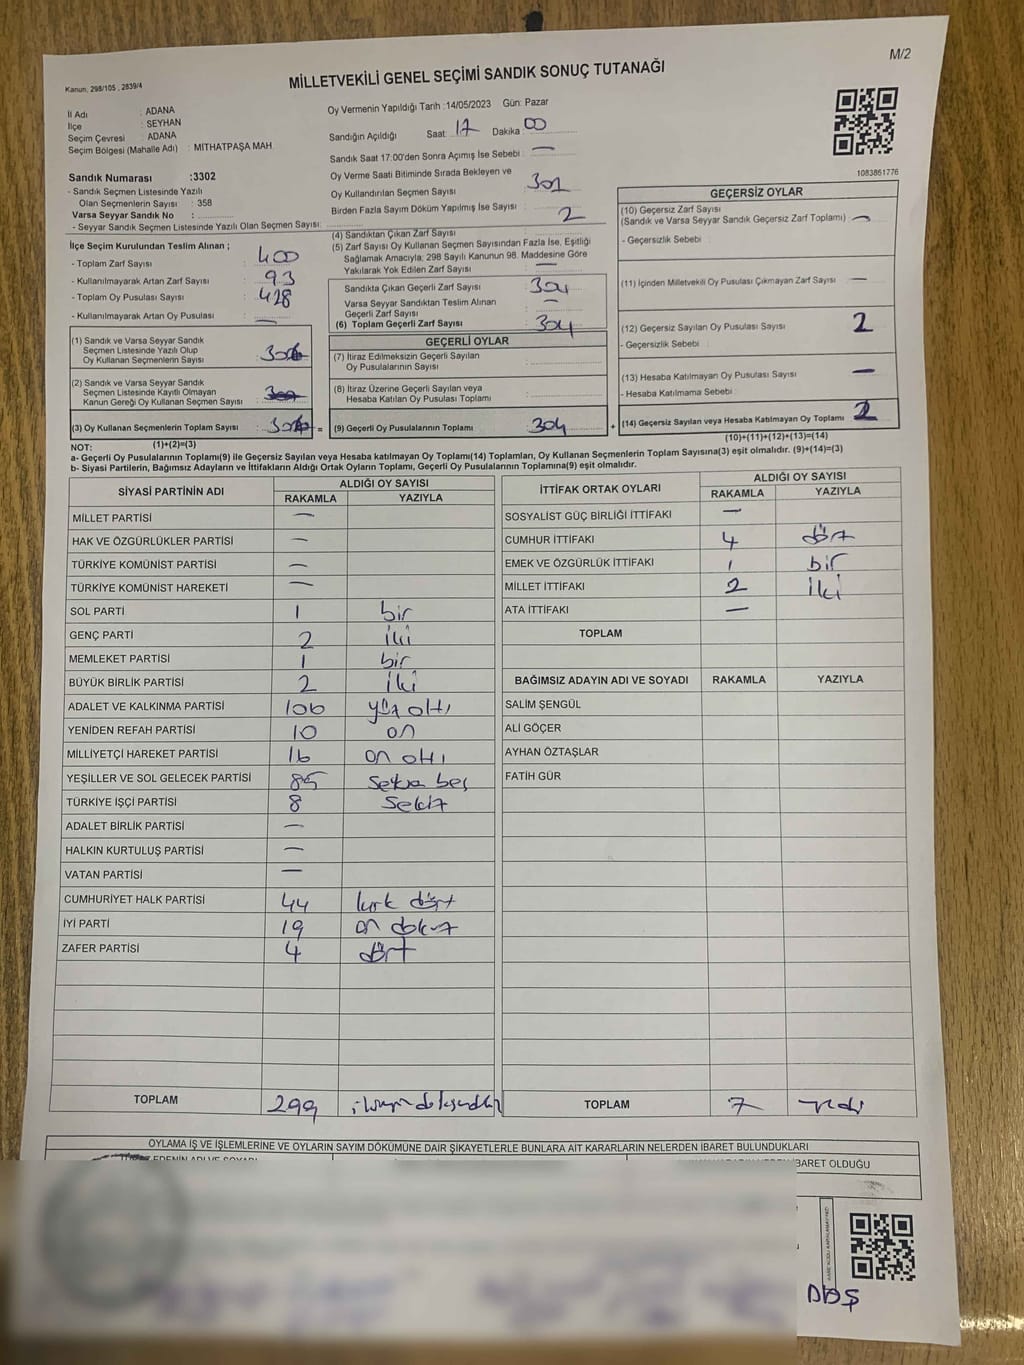 M/2
Kanun, 298/105 , 2839/4
MİLLETVEKİLİ GENEL SEÇİMİ SANDIK SONUÇ TUTANAĞI
İl Adı : ADANA
İlçe : SEYHAN
Seçim Çevresi : ADANA
Seçim Bölgesi (Mahalle Adı) : MİTHATPAŞA MAH.
Sandık Numarası :3302
- Sandık Seçmen Listesinde Yazılı
Olan Seçmenlerin Sayısı : 358
Varsa Seyyar Sandık No :
- Seyyar Sandık Seçmen Listesinde Yazılı Olan Seçmen Sayısı:
İlçe Seçim Kurulundan Teslim Alınan ;
- Toplam Zarf Sayısı : 400
- Kullanılmayarak Artan Zarf Sayısı : 93
- Toplam Oy Pusulası Sayısı : 428
- Kullanılmayarak Artan Oy Pusulası : —
(1) Sandık ve Varsa Seyyar Sandık
Seçmen Listesinde Yazılı Olup
Oy Kullanan Seçmenlerin Sayısı :
(2) Sandık ve Varsa Seyyar Sandık
Seçmen Listesinde Kayıtlı Olmayan
Kanun Gereği Oy Kullanan Seçmen Sayısı :
(3) Oy Kullanan Seçmenlerin Toplam Sayısı : =
Oy Vermenin Yapıldığı Tarih :14/05/2023 Gün: Pazar
Sandığın Açıldığı Saat: 17 Dakika: 00
Sandık Saat 17:00'den Sonra Açımış İse Sebebi : —
Oy Verme Saati Bitiminde Sırada Bekleyen ve
Oy Kullandırılan Seçmen Sayısı :
Birden Fazla Sayım Döküm Yapılmış İse Sayısı : 2
(4) Sandıktan Çıkan Zarf Sayısı :
(5) Zarf Sayısı Oy Kullanan Seçmen Sayısından Fazla İse, Eşitliği
Sağlamak Amacıyla; 298 Sayılı Kanunun 98. Maddesine Göre
Yakılarak Yok Edilen Zarf Sayısı : —
Sandıkta Çıkan Geçerli Zarf Sayısı : 304
Varsa Seyyar Sandıktan Teslim Alınan
Geçerli Zarf Sayısı : —
(6) Toplam Geçerli Zarf Sayısı : 304
GEÇERLİ OYLAR
(7) İtiraz Edilmeksizin Geçerli Sayılan
Oy Pusulalarının Sayısı :
(8) İtiraz Üzerine Geçerli Sayılan veya
Hesaba Katılan Oy Pusulası Toplamı :
(9) Geçerli Oy Pusulalarının Toplamı : 304 +
1083861776
GEÇERSİZ OYLAR
(10) Geçersiz Zarf Sayısı
(Sandık ve Varsa Seyyar Sandık Geçersiz Zarf Toplamı) : —
- Geçersizlik Sebebi :
(11) İçinden Milletvekili Oy Pusulası Çıkmayan Zarf Sayısı : —
(12) Geçersiz Sayılan Oy Pusulası Sayısı : 2
- Geçersizlik Sebebi :
(13) Hesaba Katılmayan Oy Pusulası Sayısı : —
- Hesaba Katılmama Sebebi :
(14) Geçersiz Sayılan veya Hesaba Katılmayan Oy Toplamı : 2
(10)+(11)+(12)+(13)=(14)
NOT: (1)+(2)=(3)
a- Geçerli Oy Pusulalarının Toplamı(9) ile Geçersiz Sayılan veya Hesaba katılmayan Oy Toplamı(14) Toplamları, Oy Kullanan Seçmenlerin Toplam Sayısına(3) eşit olmalıdır. (9)+(14)=(3)
b- Siyasi Partilerin, Bağımsız Adayların ve İttifakların Aldığı Ortak Oyların Toplamı, Geçerli Oy Pusulalarının Toplamına(9) eşit olmalıdır.
SİYASİ PARTİNİN ADI ALDIĞI OY SAYISI
RAKAMLA YAZIYLA
MİLLET PARTİSİ —
HAK VE ÖZGÜRLÜKLER PARTİSİ —
TÜRKİYE KOMÜNİST PARTİSİ —
TÜRKİYE KOMÜNİST HAREKETİ —
SOL PARTİ 1 bir
GENÇ PARTİ 2 iki
MEMLEKET PARTİSİ 1 bir
BÜYÜK BİRLİK PARTİSİ 2 iki
ADALET VE KALKINMA PARTİSİ 106 yüz altı
YENİDEN REFAH PARTİSİ 10 on
MİLLİYETÇİ HAREKET PARTİSİ 16 on altı
YEŞİLLER VE SOL GELECEK PARTİSİ 85 seksen beş
TÜRKİYE İŞÇİ PARTİSİ 8 sekiz
ADALET BİRLİK PARTİSİ —
HALKIN KURTULUŞ PARTİSİ —
VATAN PARTİSİ —
CUMHURİYET HALK PARTİSİ 44 kırk dört
İYİ PARTİ 19 on dokuz
ZAFER PARTİSİ 4 dört
TOPLAM 299
İTTİFAK ORTAK OYLARI ALDIĞI OY SAYISI
RAKAMLA YAZIYLA
SOSYALİST GÜÇ BİRLİĞİ İTTİFAKI —
CUMHUR İTTİFAKI 4 dört
EMEK VE ÖZGÜRLÜK İTTİFAKI 1 bir
MİLLET İTTİFAKI 2 iki
ATA İTTİFAKI —
TOPLAM
BAĞIMSIZ ADAYIN ADI VE SOYADI RAKAMLA YAZIYLA
SALİM ŞENGÜL
ALİ GÖÇER
AYHAN ÖZTAŞLAR
FATİH GÜR
TOPLAM 7 yedi
OYLAMA İŞ VE İŞLEMLERİNE VE OYLARIN SAYIM DÖKÜMÜNE DAİR ŞİKAYETLERLE BUNLARA AİT KARARLARIN NELERDEN İBARET BULUNDUKLARI
İBARET OLDUĞU